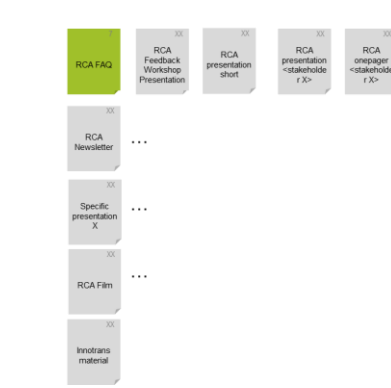 ?
RCA FAQ
XX
RCA
Feedback
Workshop
Presentation
XX
RCA
presentation
short
XX
RCA
presentation
<stakeholde
r X>
XX
RCA
onepager
<stakeholde
r X>
XX
RCA
Newsletter
...
XX
Specific
presentation
X
...
XX
RCA Film
...
XX
Innotrans
material